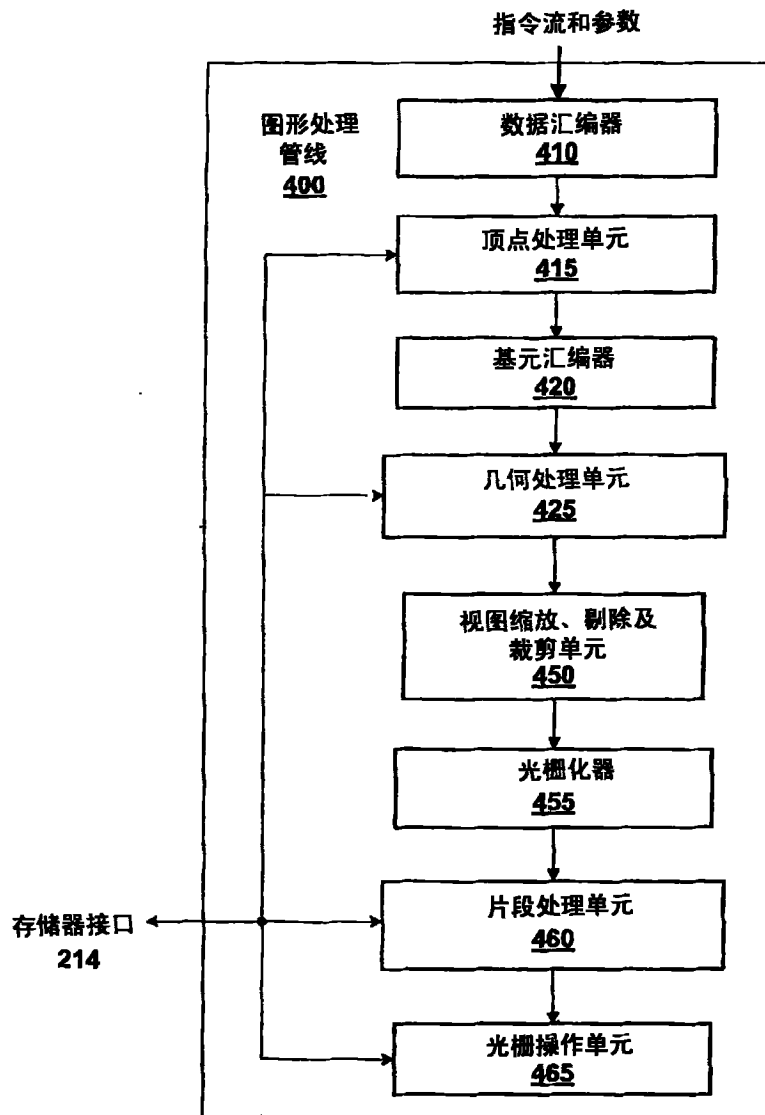 指令流和参数
图形处理
管线
400
数据汇编器
410
顶点处理单元
415
基元汇编器
420
几何处理单元
425
视图缩放、剔除及
裁剪单元
450
光栅化器
455
片段处理单元
460
存储器接口
214
光栅操作单元
465